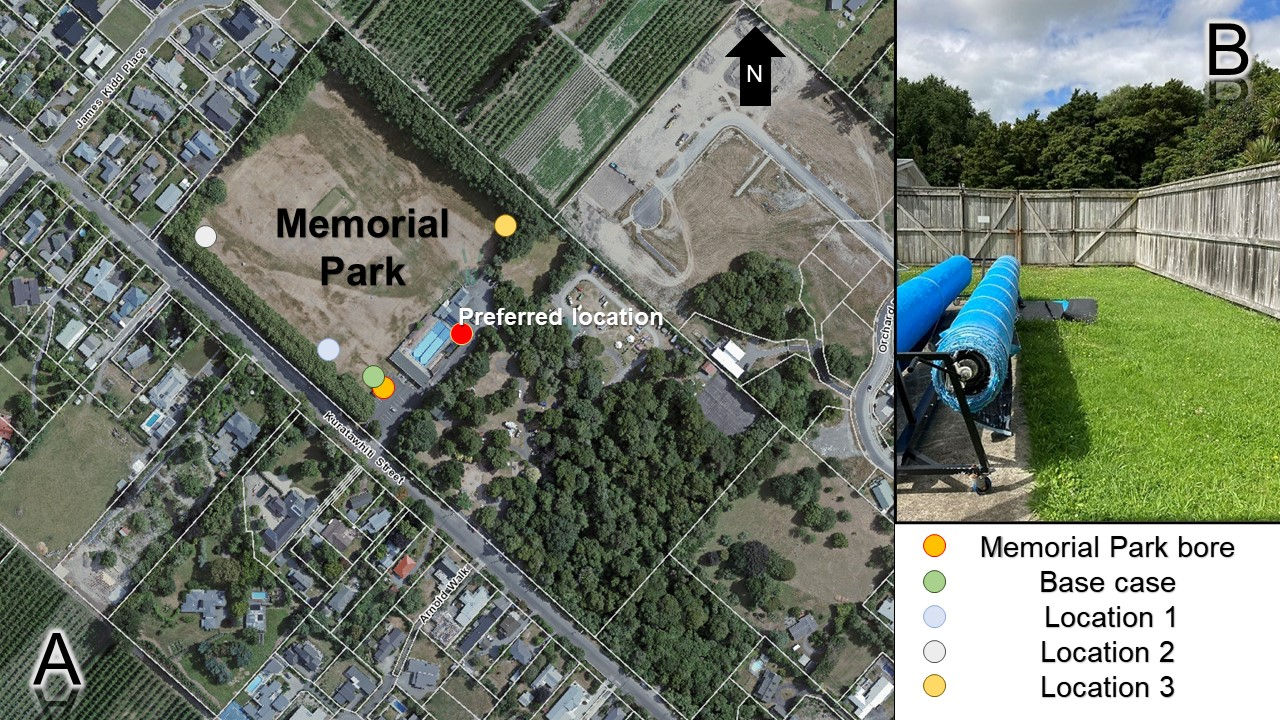 James Kidd Place
N
B
Memorial
Park
Preferred location
Orchard
Kuratawhiti Street
Arnold Walk
A
Memorial Park bore
Base case
Location 1
Location 2
Location 3